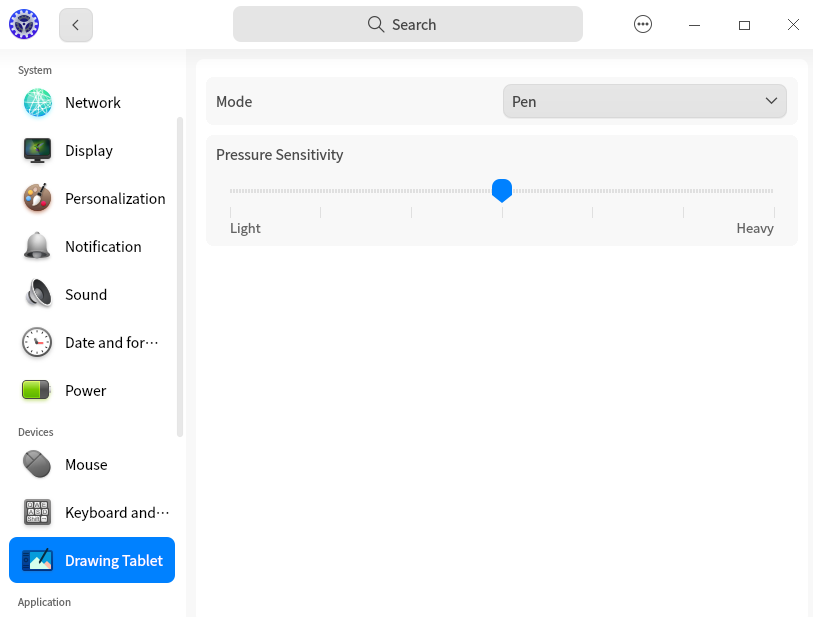 Search
System
Network
Display
Personalization
Notification
Sound
Date and for···
Power
Devices
Mouse
Keyboard and···
Drawing Tablet
Application
Mode
Pen
Pressure Sensitivity
Light
Heavy